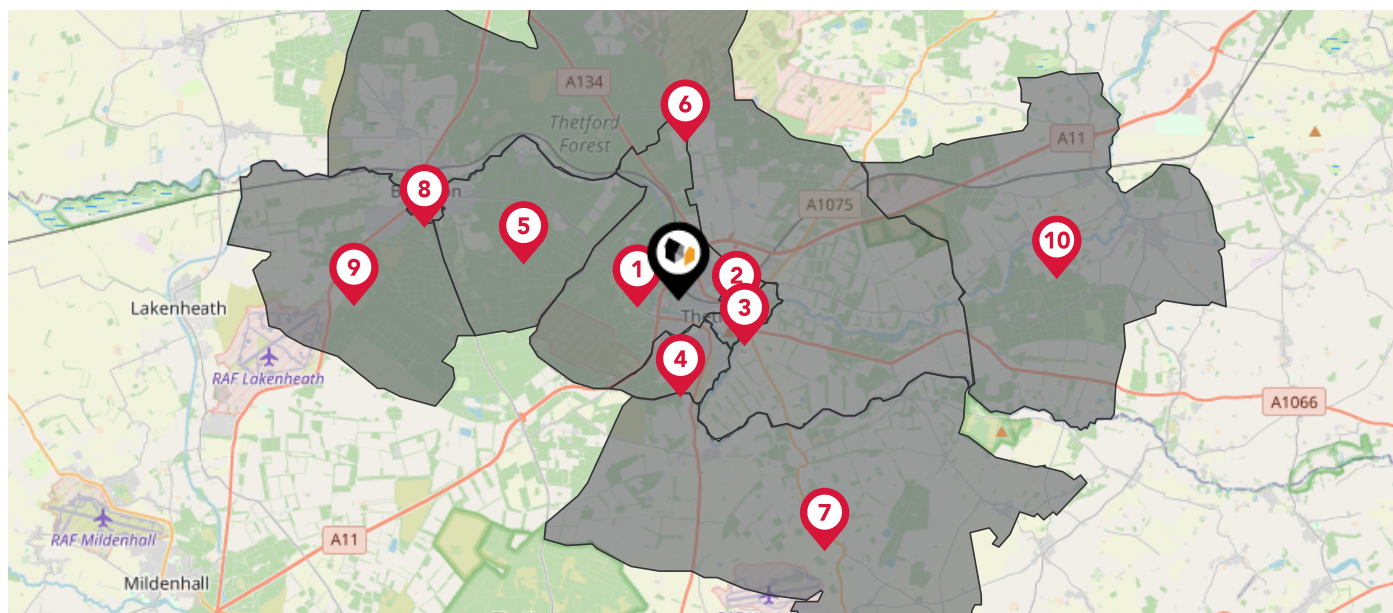 6
A134
Thetford
Forest
A11
8
A1075
5
10
9
1
2
3
Lakenheath
4
RAF Lakenheath
A1066
7
RAF Mildenhall
A11
Mildenhall